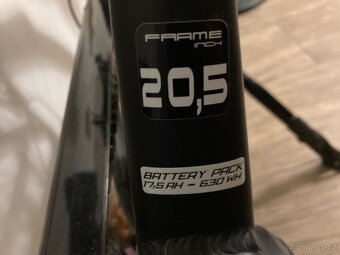 FRAME
INCH
20,5
BATTERY PACK
17,5 AH - 630 WH